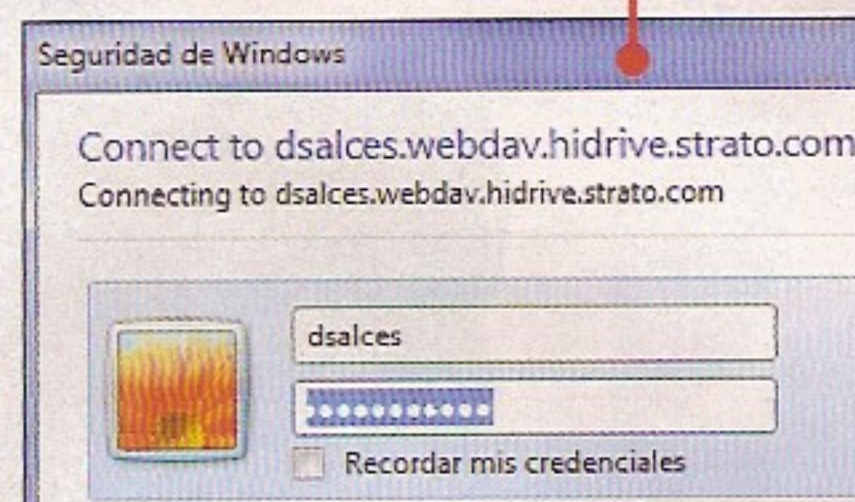 Seguridad de Windows
Connect to dsalces.webdav.hidrive.strato.com
Connecting to dsalces.webdav.hidrive.strato.com
dsalces
Recordar mis credenciales